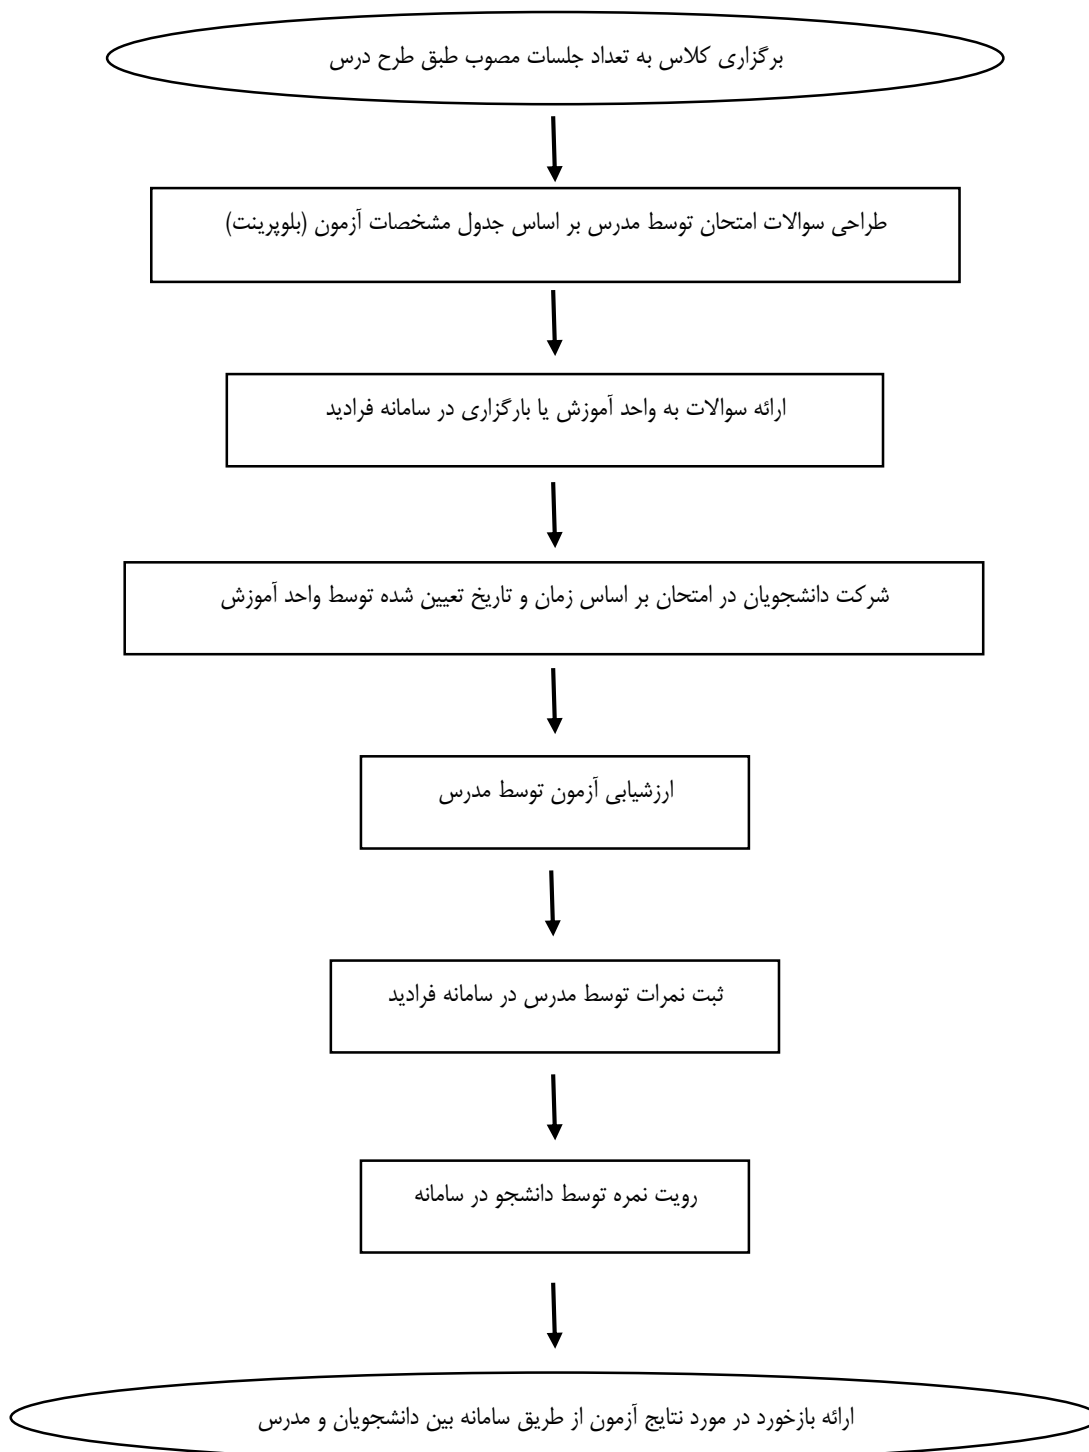 برگزاری کلاس به تعداد جلسات مصوب طبق طرح درس
طراحی سوالات امتحان توسط مدرس بر اساس جدول مشخصات آزمون (بلوپرینت)
ارائه سوالات به واحد آموزش یا بارگزاری در سامانه فرادید
شرکت دانشجویان در امتحان بر اساس زمان و تاریخ تعیین شده توسط واحد آموزش
ارزشیابی آزمون توسط مدرس
ثبت نمرات توسط مدرس در سامانه فرادید
رویت نمره توسط دانشجو در سامانه
ارائه بازخورد در مورد نتایج آزمون از طریق سامانه بین دانشجویان و مدرس